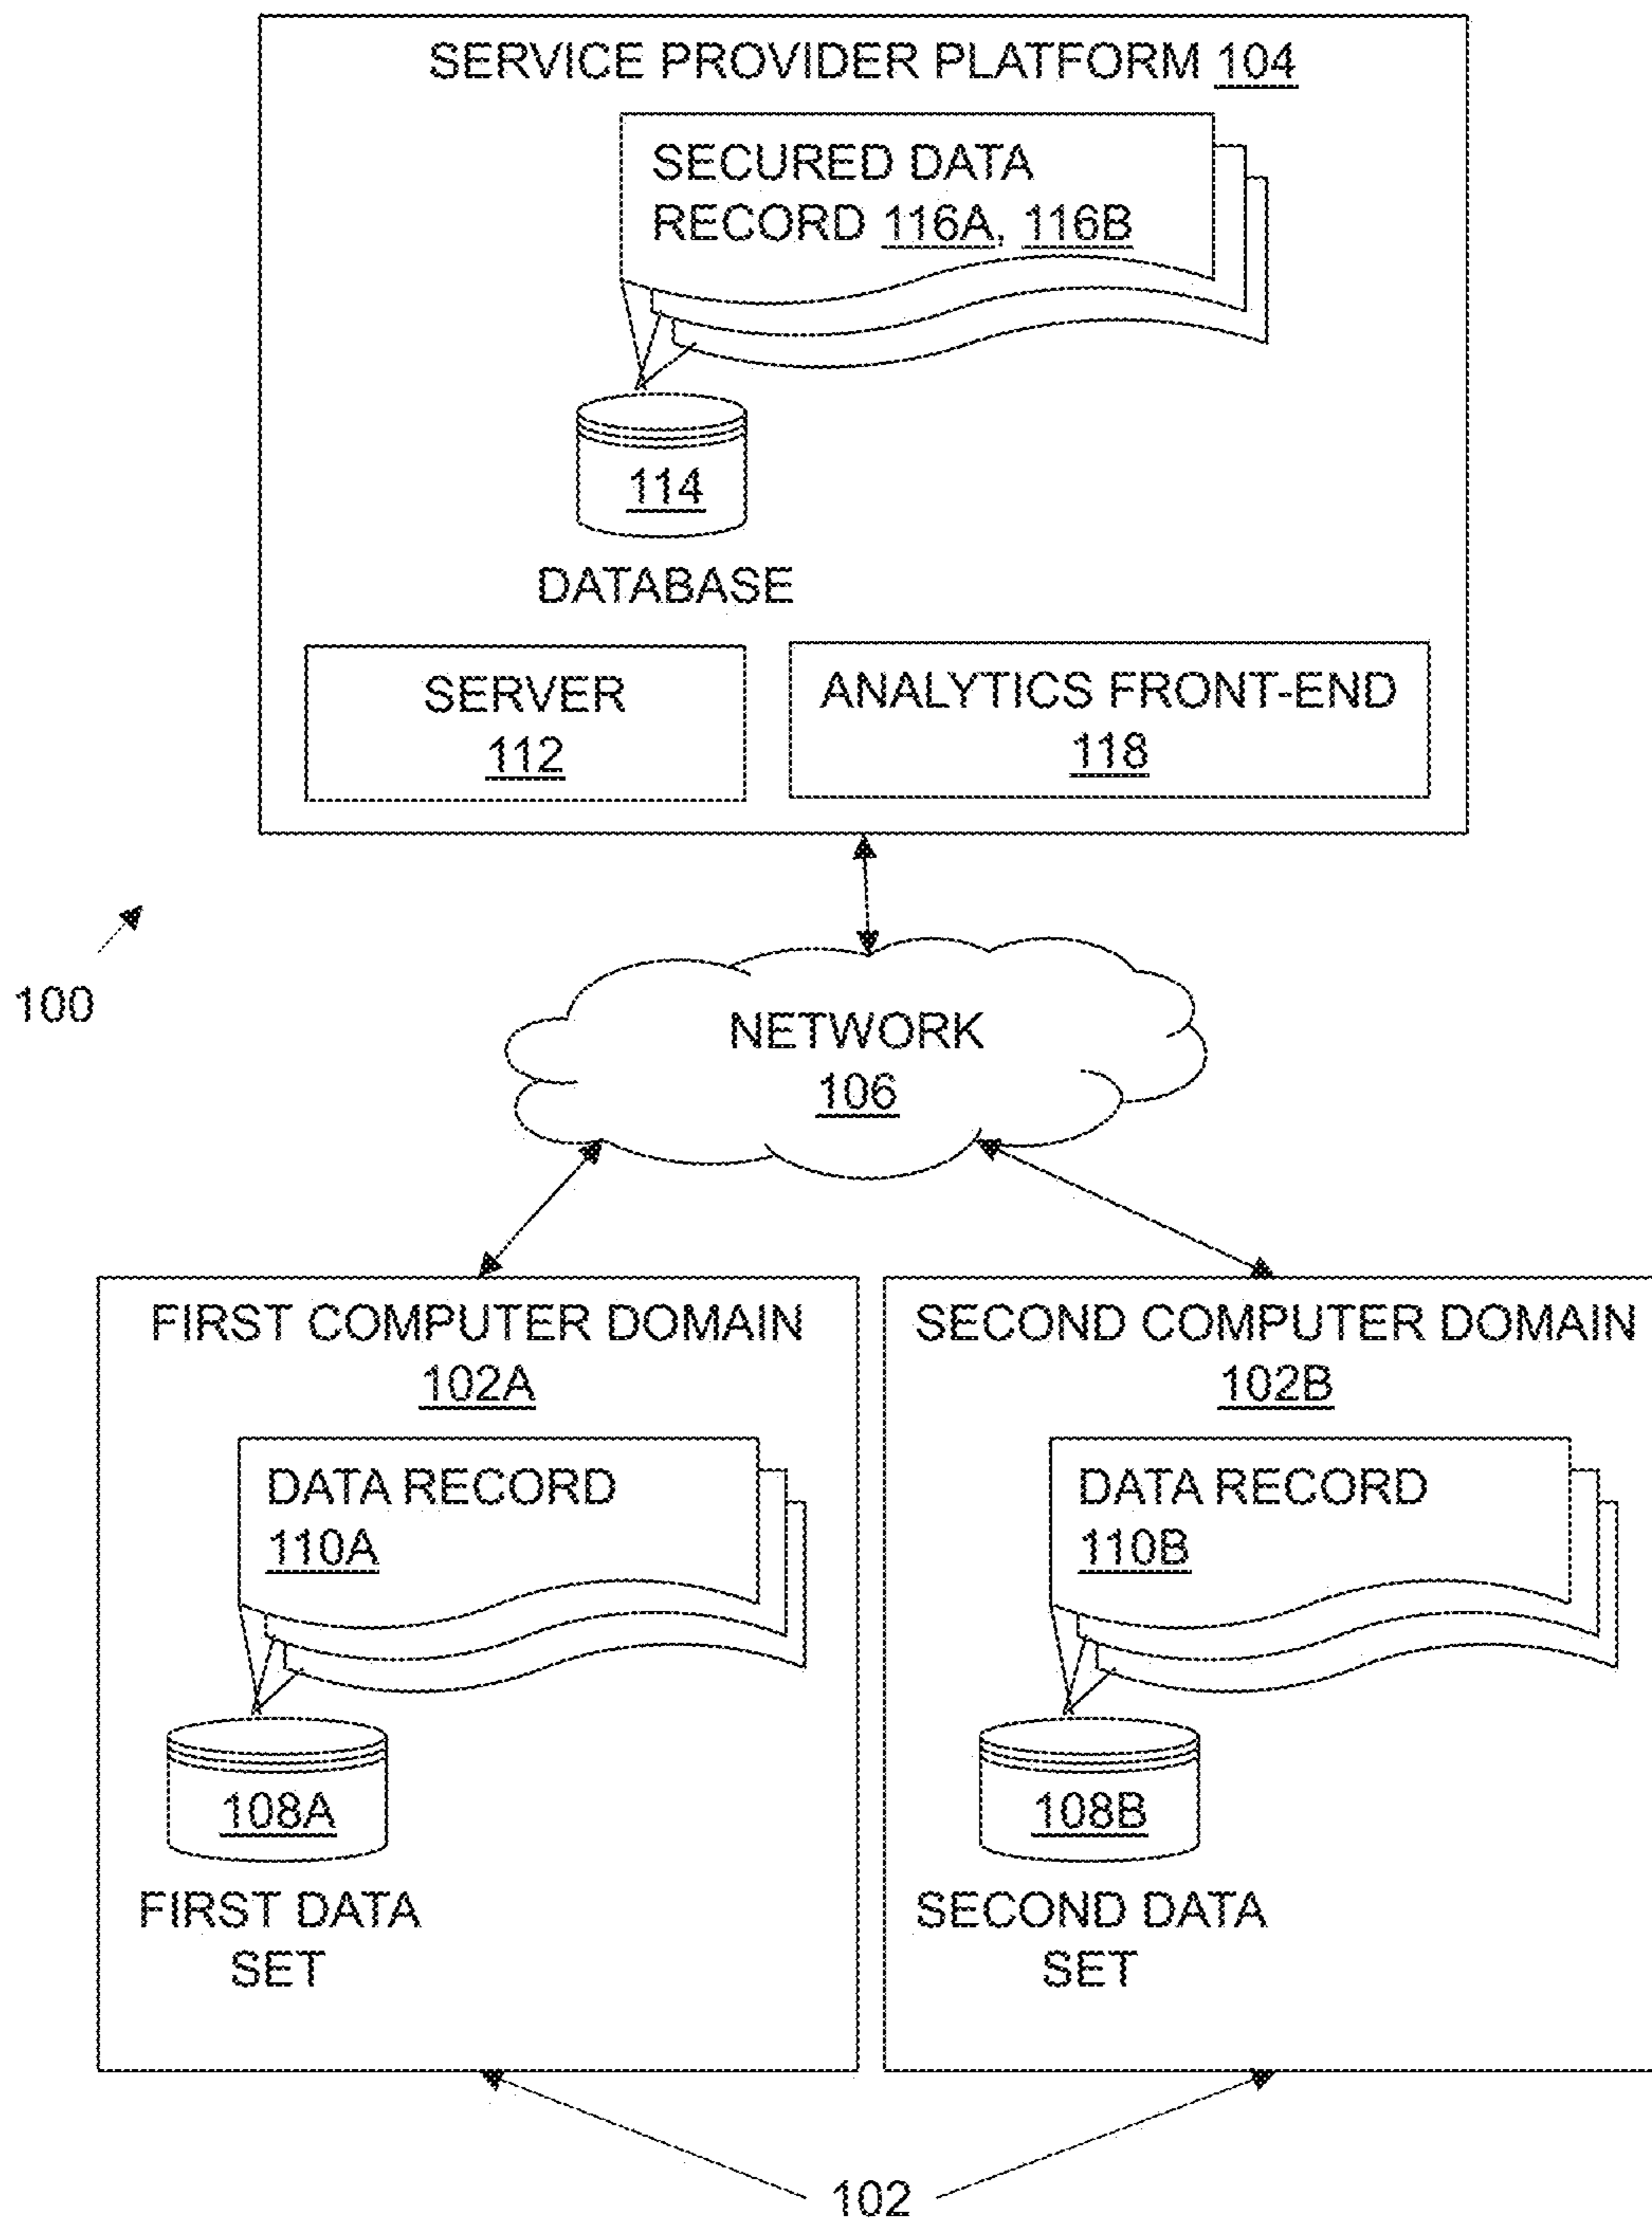 SERVICE PROVIDER PLATFORM 104
SECURED DATA
RECORD 116A, 116B
114
DATABASE
SERVER
112
ANALYTICS FRONT-END
118
100
NETWORK
106
FIRST COMPUTER DOMAIN
102A
DATA RECORD
110A
108A
FIRST DATA
SET
SECOND COMPUTER DOMAIN
102B
DATA RECORD
110B
108B
SECOND DATA
SET
102